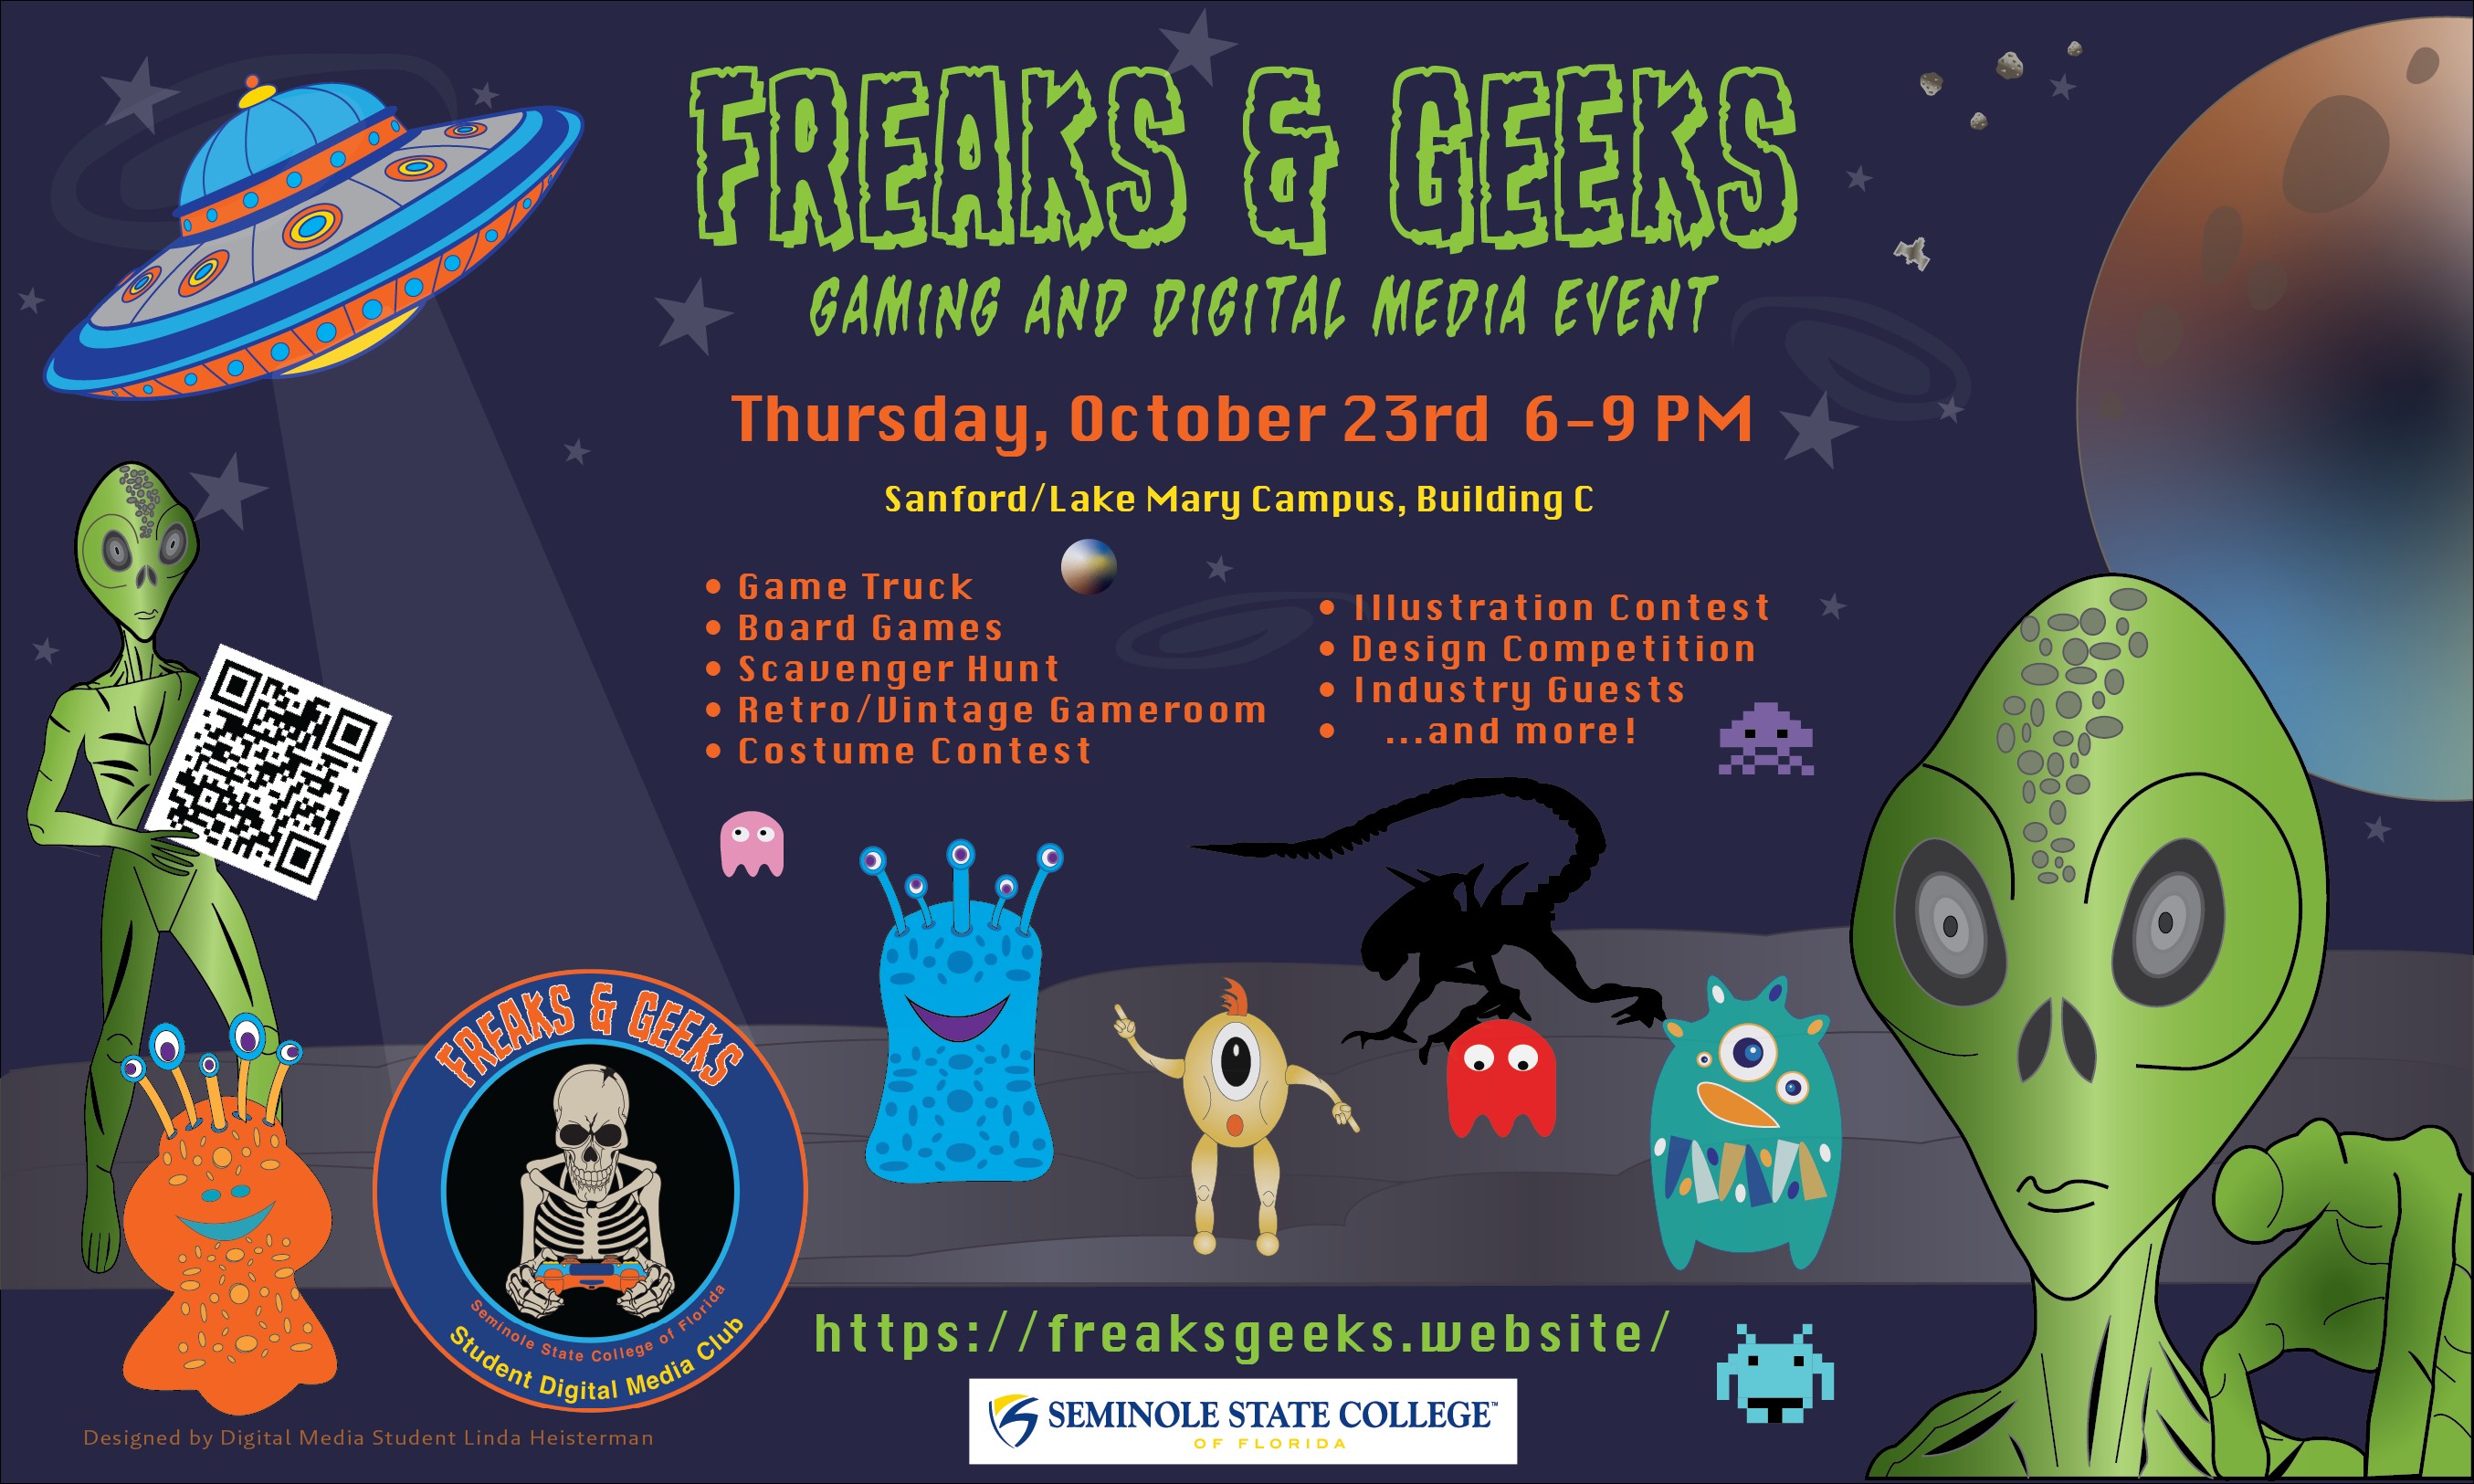 FREAKS & GEEKS
GAMING AND DIGITAL MEDIA EVENT
Thursday, October 23rd 6-9 PM
Sanford/Lake Mary Campus, Building C
• Game Truck
• Board Games
• Scavenger Hunt
• Retro/Vintage Gameroom
• Costume Contest
• Illustration Contest
• Design Competition
• Industry Guests
• ...and more!
FREAKS & GEEKS
Seminole State College of Florida
Student Digital Media Club
https://freaksgeeks.website/
SEMINOLE STATE COLLEGE™
OF FLORIDA
Designed by Digital Media Student Linda Heisterman